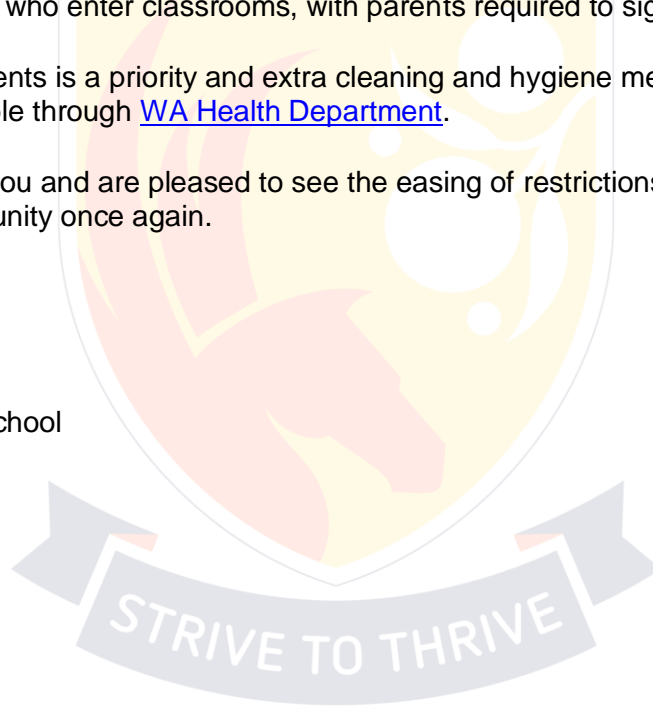 who enter classrooms, with parents required to sig
ents is a priority and extra cleaning and hygiene me
ble through WA Health Department.
ou and are pleased to see the easing of restrictions
unity once again.
chool
STRIVE TO THRIVE